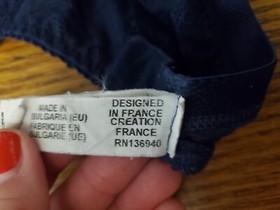 MADE IN
BULGARIA (EU)
FABRIQUE EN
BULGARIE (UE)
DESIGNED
IN FRANCE
CREATION
FRANCE
RN136940